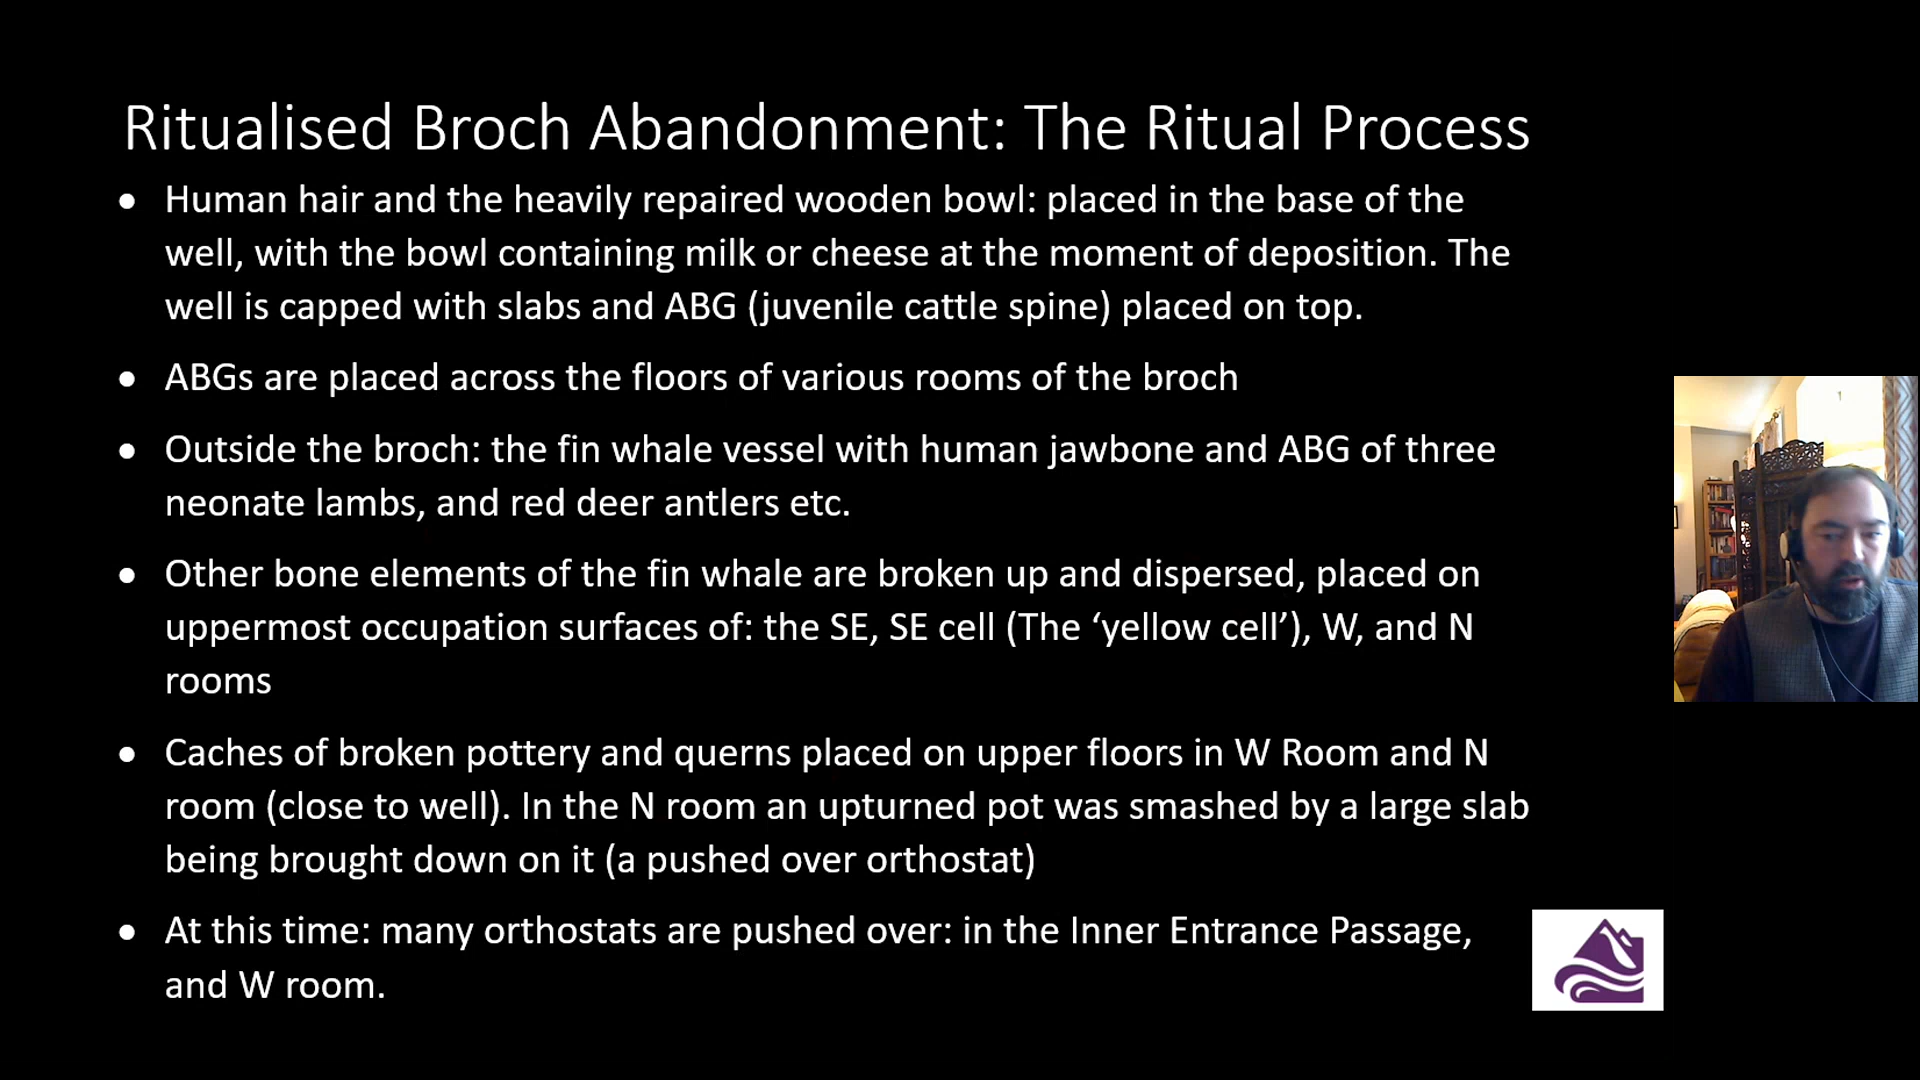 Ritualised Broch Abandonment: The Ritual Process
• Human hair and the heavily repaired wooden bowl: placed in the base of the
well, with the bowl containing milk or cheese at the moment of deposition. The
well is capped with slabs and ABG (juvenile cattle spine) placed on top.
• ABGs are placed across the floors of various rooms of the broch
• Outside the broch: the fin whale vessel with human jawbone and ABG of three
neonate lambs, and red deer antlers etc.
• Other bone elements of the fin whale are broken up and dispersed, placed on
uppermost occupation surfaces of: the SE, SE cell (The ‘yellow cell’), W, and N
rooms
• Caches of broken pottery and querns placed on upper floors in W Room and N
room (close to well). In the N room an upturned pot was smashed by a large slab
being brought down on it (a pushed over orthostat)
• At this time: many orthostats are pushed over: in the Inner Entrance Passage,
and W room.